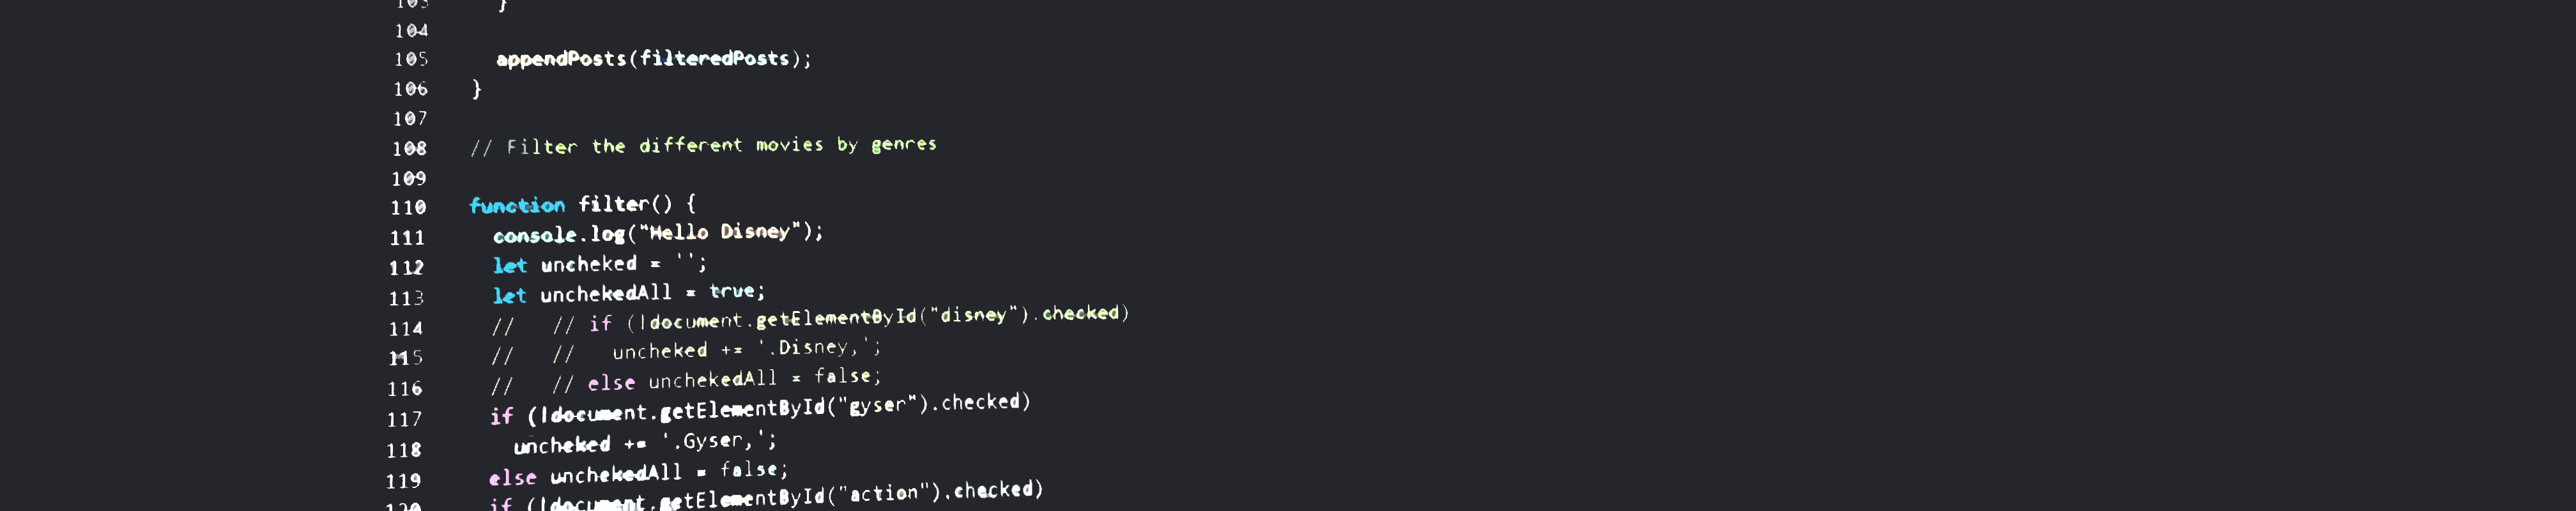 103 }
104
105 appendPosts(filteredPosts);
106 }
107
108 // Filter the different movies by genres
109
110 function filter() {
111 console.log("Hello Disney");
112 let uncheked = '';
113 let unchekedAll = true;
114 // // if (!document.getElementById("disney").checked)
115 // // uncheked += '.Disney,';
116 // // else unchekedAll = false;
117 if (!document.getElementById("gyser").checked)
118 uncheked += '.Gyser,';
119 else unchekedAll = false;
120 if (!document.getElementById("action").checked)